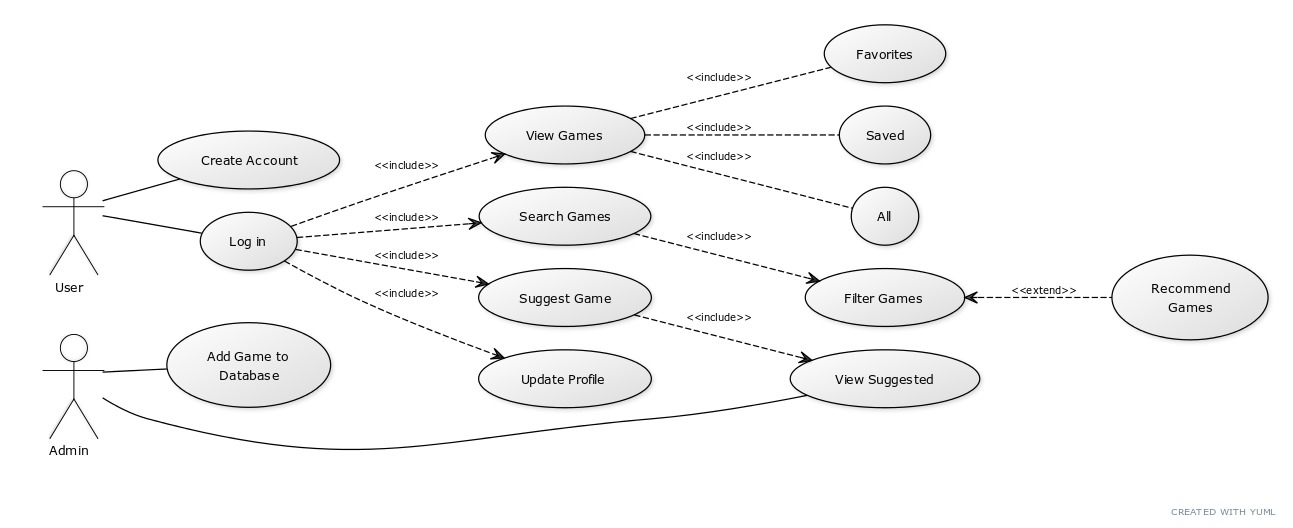 Favorites
<<include>>
View Games
<<include>>
Saved
<<include>>
Create Account
<<include>>
All
User
Log in
<<include>>
Search Games
<<include>>
<<include>>
Suggest Game
<<include>>
Filter Games
<<extend>>
Recommend
Games
<<include>>
Update Profile
View Suggested
Add Game to
Database
Admin
CREATED WITH YUML